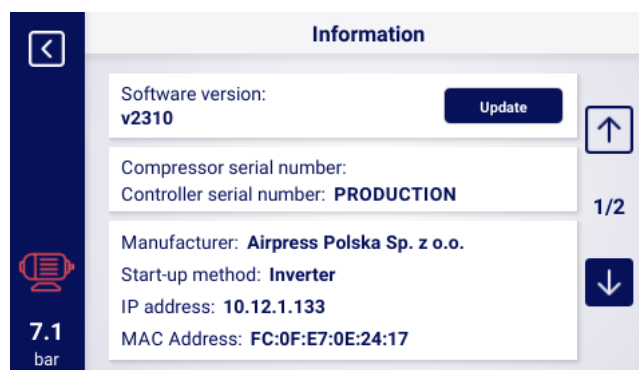 Information
Software version:
v2310
Update
Compressor serial number:
Controller serial number: PRODUCTION
1/2
Manufacturer: Airpress Polska Sp. z o.o.
Start-up method: Inverter
IP address: 10.12.1.133
MAC Address: FC:0F:E7:0E:24:17
7.1
bar